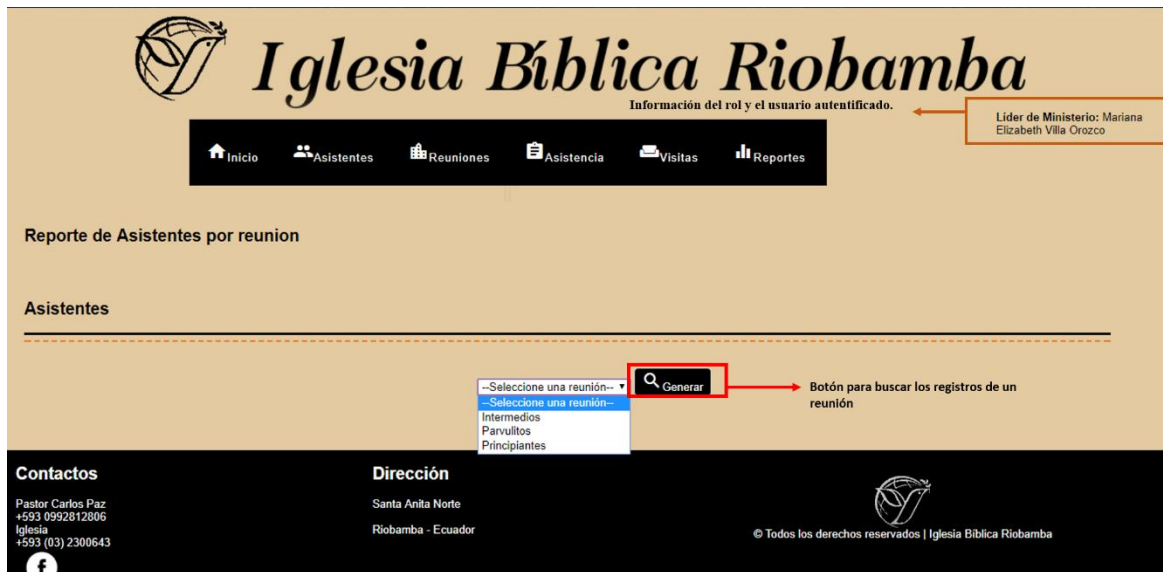 Iglesia Bíblica Riobamba
Información del rol y el usuario autentificado.
Líder de Ministerio: Mariana
Elizabeth Villa Orozco
Inicio Asistentes Reuniones Asistencia Visitas Reportes
Reporte de Asistentes por reunion
Asistentes
--Seleccione una reunión-- Generar
--Seleccione una reunión--
Intermedios
Parvulitos
Principiantes
Botón para buscar los registros de un
reunión
Contactos
Pastor Carlos Paz
+593 0992812806
Iglesia
+593 (03) 2300643
Dirección
Santa Anita Norte
Riobamba - Ecuador
© Todos los derechos reservados | Iglesia Bíblica Riobamba